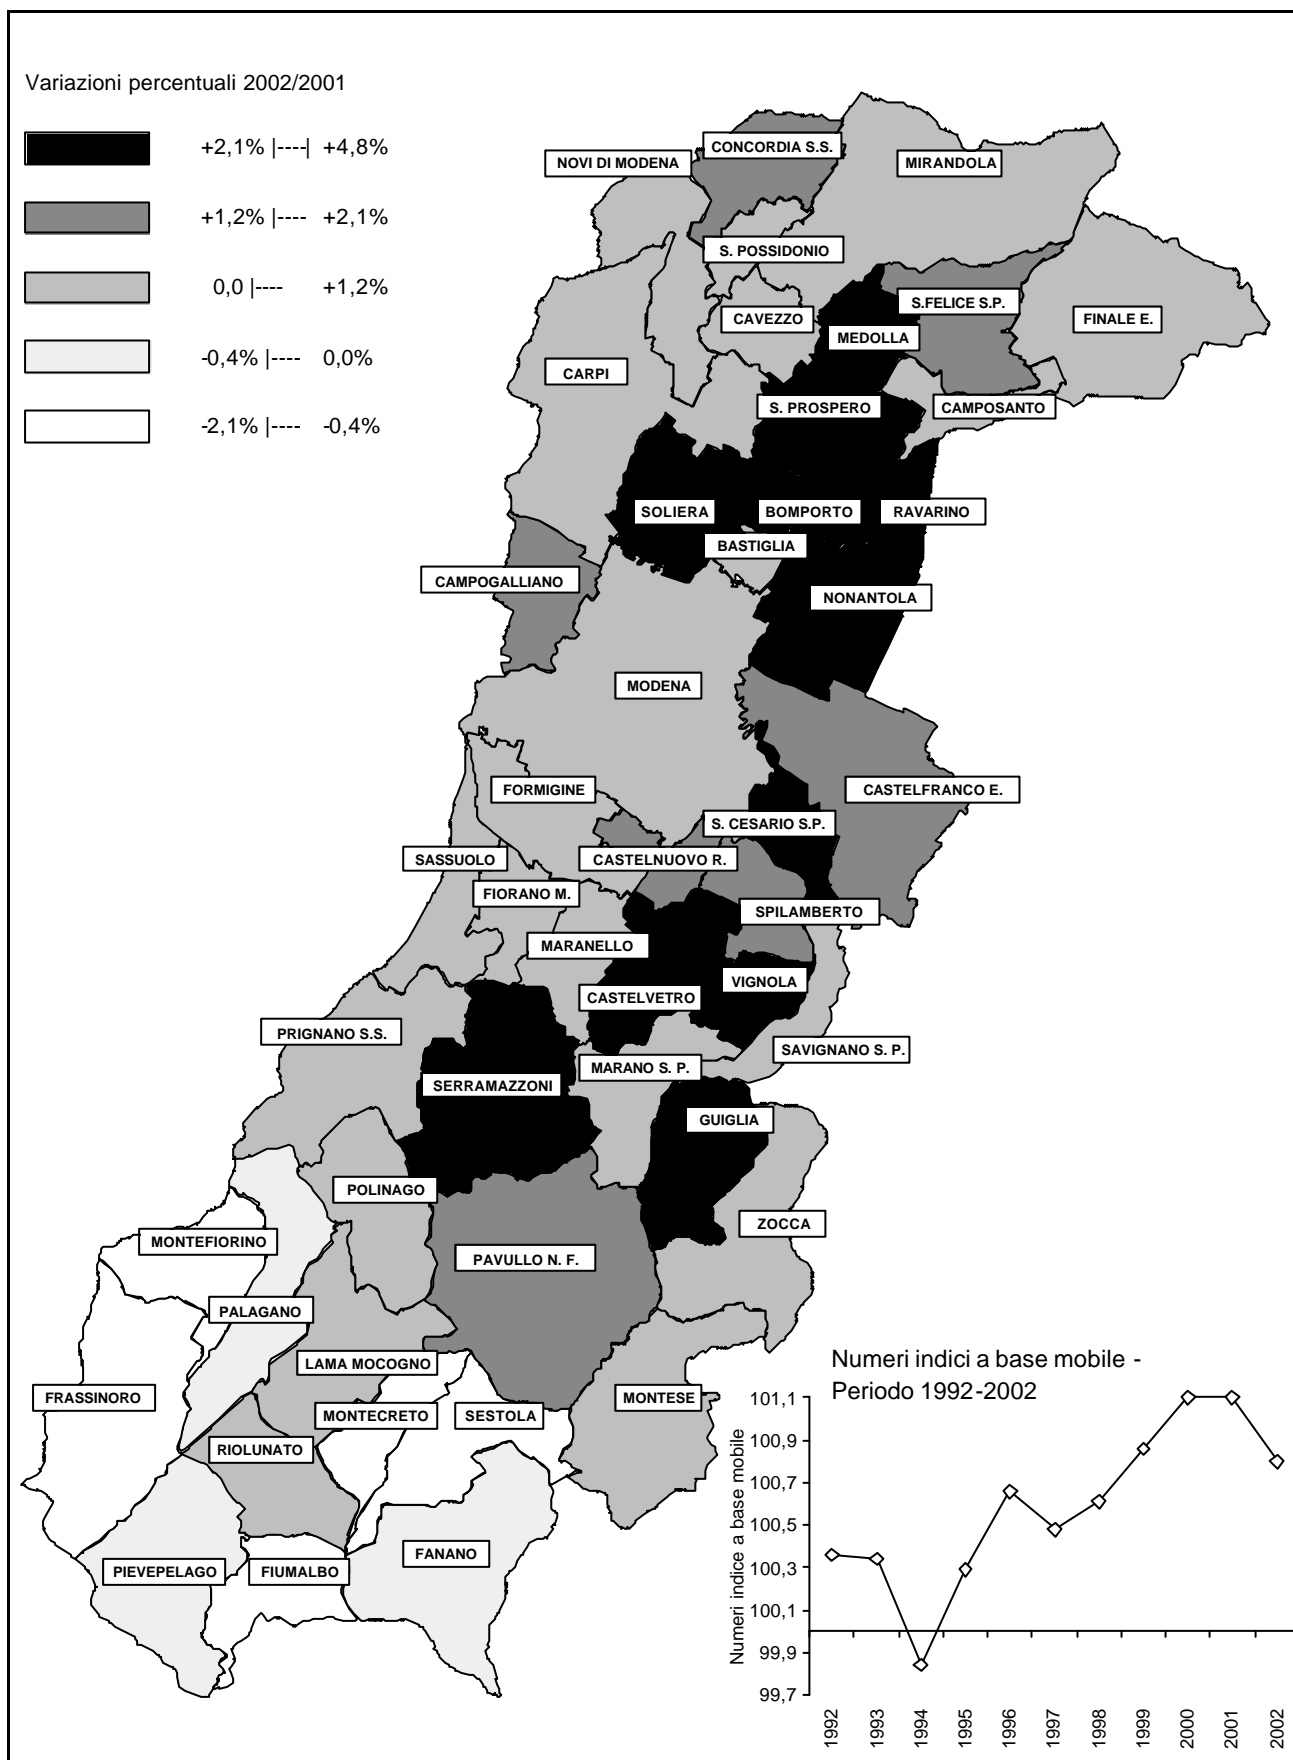 Variazioni percentuali 2002/2001
+2,1% |----| +4,8%
+1,2% |---- +2,1%
0,0 |---- +1,2%
-0,4% |---- 0,0%
-2,1% |---- -0,4%
CONCORDIA S.S.
NOVI DI MODENA
MIRANDOLA
S. POSSIDONIO
S.FELICE S.P.
CAVEZZO
FINALE E.
MEDOLLA
CARPI
S. PROSPERO
CAMPOSANTO
SOLIERA
BOMPORTO
RAVARINO
BASTIGLIA
CAMPOGALLIANO
NONANTOLA
MODENA
FORMIGINE
CASTELFRANCO E.
S. CESARIO S.P.
SASSUOLO
CASTELNUOVO R.
FIORANO M.
SPILAMBERTO
MARANELLO
VIGNOLA
CASTELVETRO
PRIGNANO S.S.
SAVIGNANO S. P.
MARANO S. P.
SERRAMAZZONI
GUIGLIA
POLINAGO
ZOCCA
MONTEFIORINO
PAVULLO N. F.
PALAGANO
LAMA MOCOGNO
FRASSINORO
MONTESE
MONTECRETO
SESTOLA
RIOLUNATO
FANANO
PIEVEPELAGO
FIUMALBO
Numeri indici a base mobile -
Periodo 1992-2002
Numeri indice a base mobile
101,1
100,9
100,7
100,5
100,3
100,1
99,9
99,7
1992
1993
1994
1995
1996
1997
1998
1999
2000
2001
2002